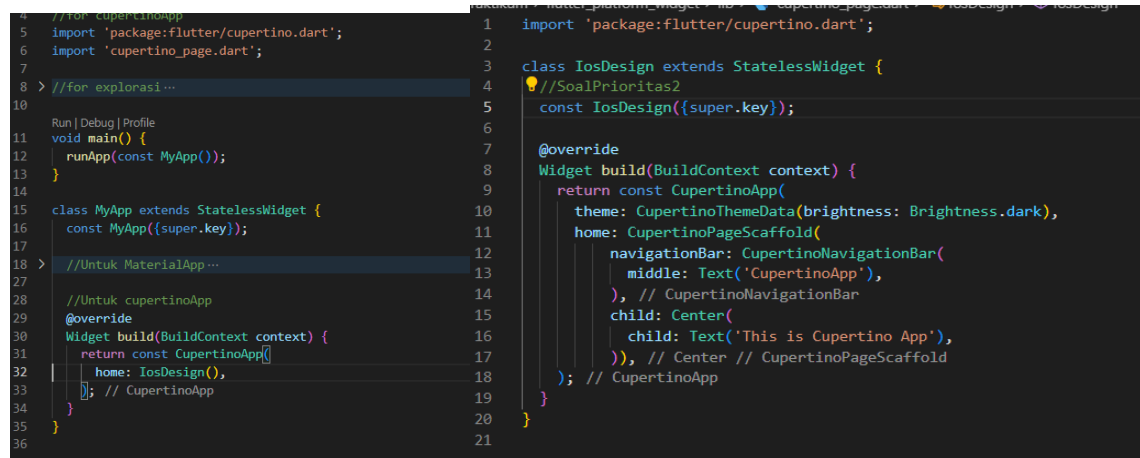 //for cupertinoApp
5 import 'package:flutter/cupertino.dart';
6 import 'cupertino_page.dart';
7
8 > //for explorasi ···
10
Run | Debug | Profile
11 void main() {
12   runApp(const MyApp());
13 }
14
15 class MyApp extends StatelessWidget {
16   const MyApp({super.key});
17
18 >   //Untuk MaterialApp ···
27
28   //Untuk cupertinoApp
29   @override
30   Widget build(BuildContext context) {
31     return const CupertinoApp(
32       home: IosDesign(),
33     ); // CupertinoApp
34   }
35 }
36
1 import 'package:flutter/cupertino.dart';
2
3 class IosDesign extends StatelessWidget {
4   //SoalPrioritas2
5   const IosDesign({super.key});
6
7   @override
8   Widget build(BuildContext context) {
9     return const CupertinoApp(
10       theme: CupertinoThemeData(brightness: Brightness.dark),
11       home: CupertinoPageScaffold(
12           navigationBar: CupertinoNavigationBar(
13             middle: Text('CupertinoApp'),
14           ), // CupertinoNavigationBar
15           child: Center(
16             child: Text('This is Cupertino App'),
17           )), // Center // CupertinoPageScaffold
18     ); // CupertinoApp
19   }
20 }
21